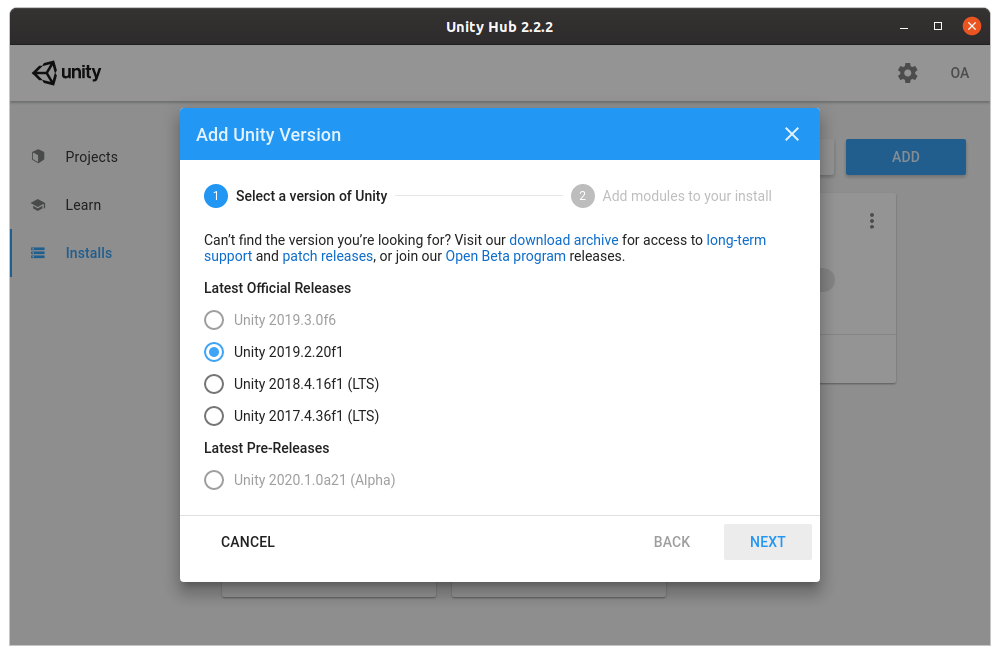 Unity Hub 2.2.2
unity
OA
Projects
Learn
Installs
ADD
Add Unity Version
1 Select a version of Unity
2 Add modules to your install
Can’t find the version you’re looking for? Visit our download archive for access to long-term
support and patch releases, or join our Open Beta program releases.
Latest Official Releases
Unity 2019.3.0f6
Unity 2019.2.20f1
Unity 2018.4.16f1 (LTS)
Unity 2017.4.36f1 (LTS)
Latest Pre-Releases
Unity 2020.1.0a21 (Alpha)
CANCEL
BACK
NEXT